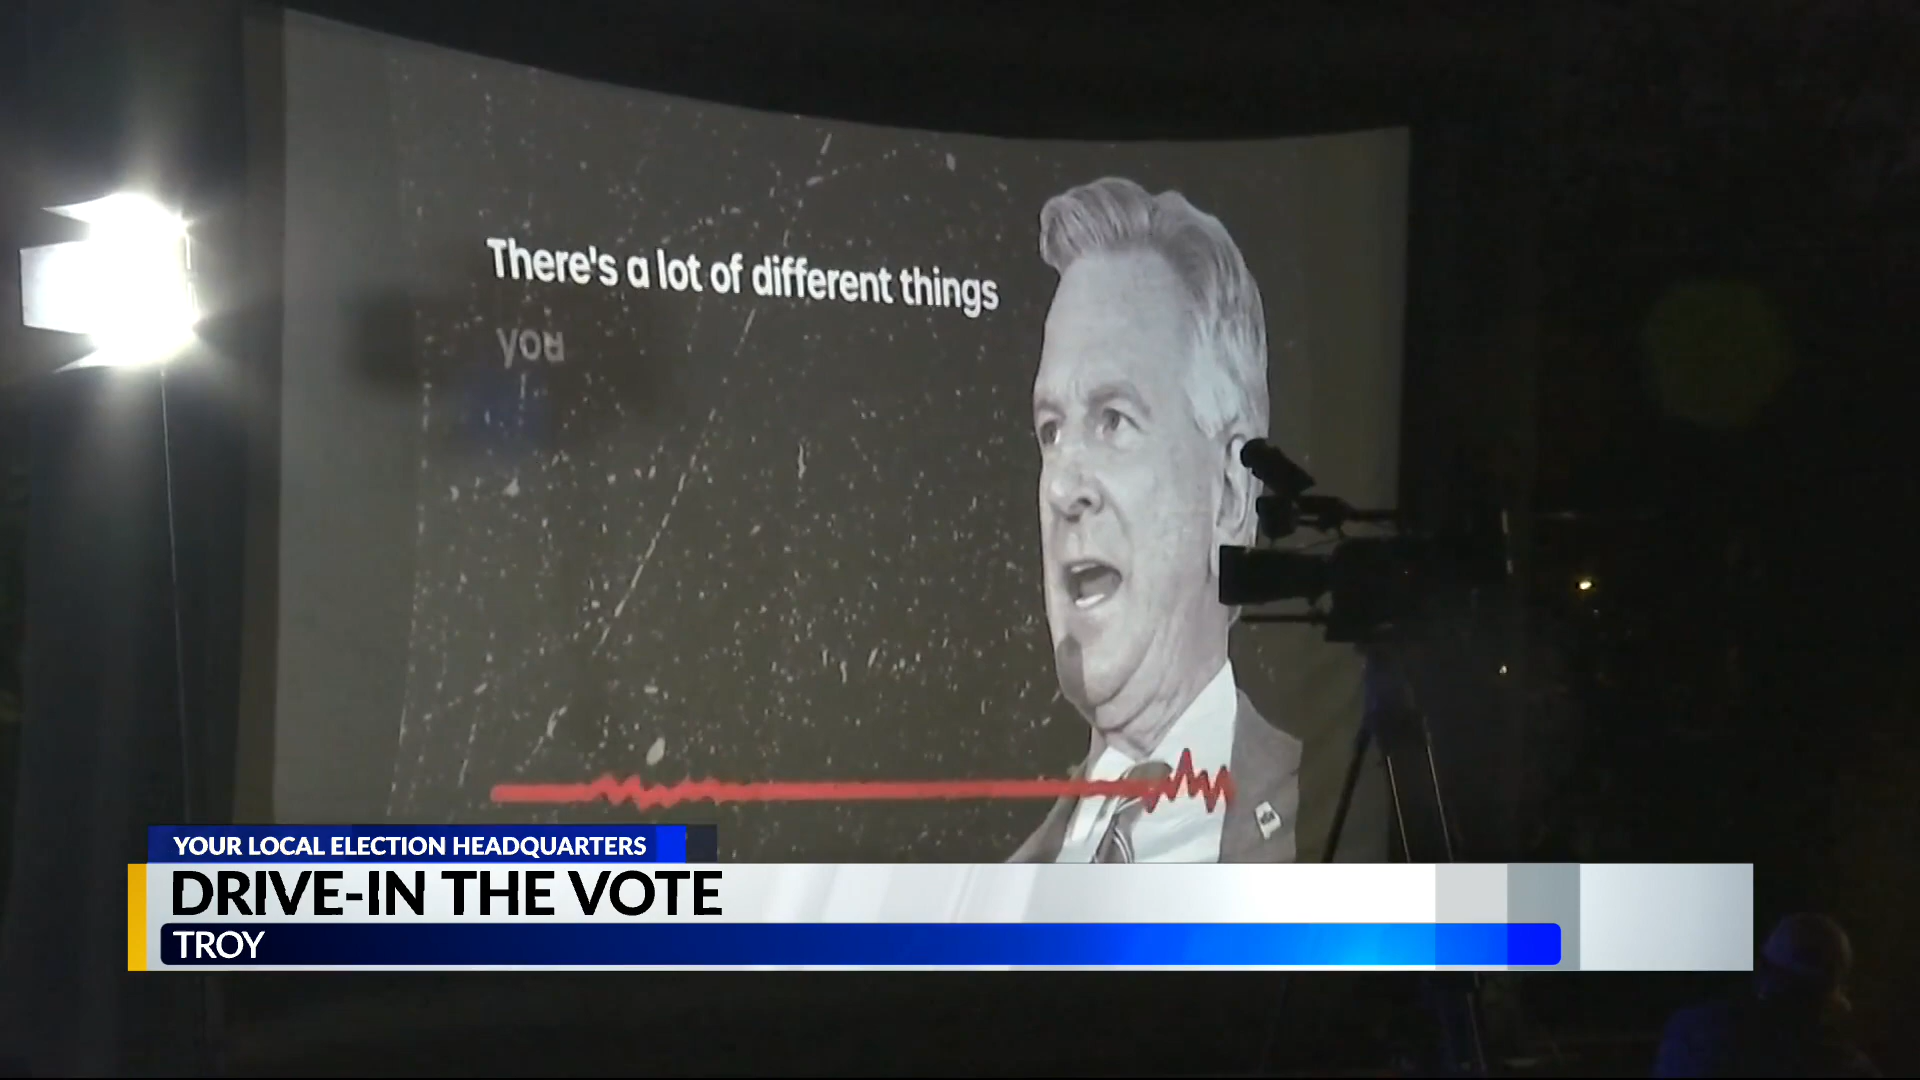 There's a lot of different things
you
YOUR LOCAL ELECTION HEADQUARTERS
DRIVE-IN THE VOTE
TROY